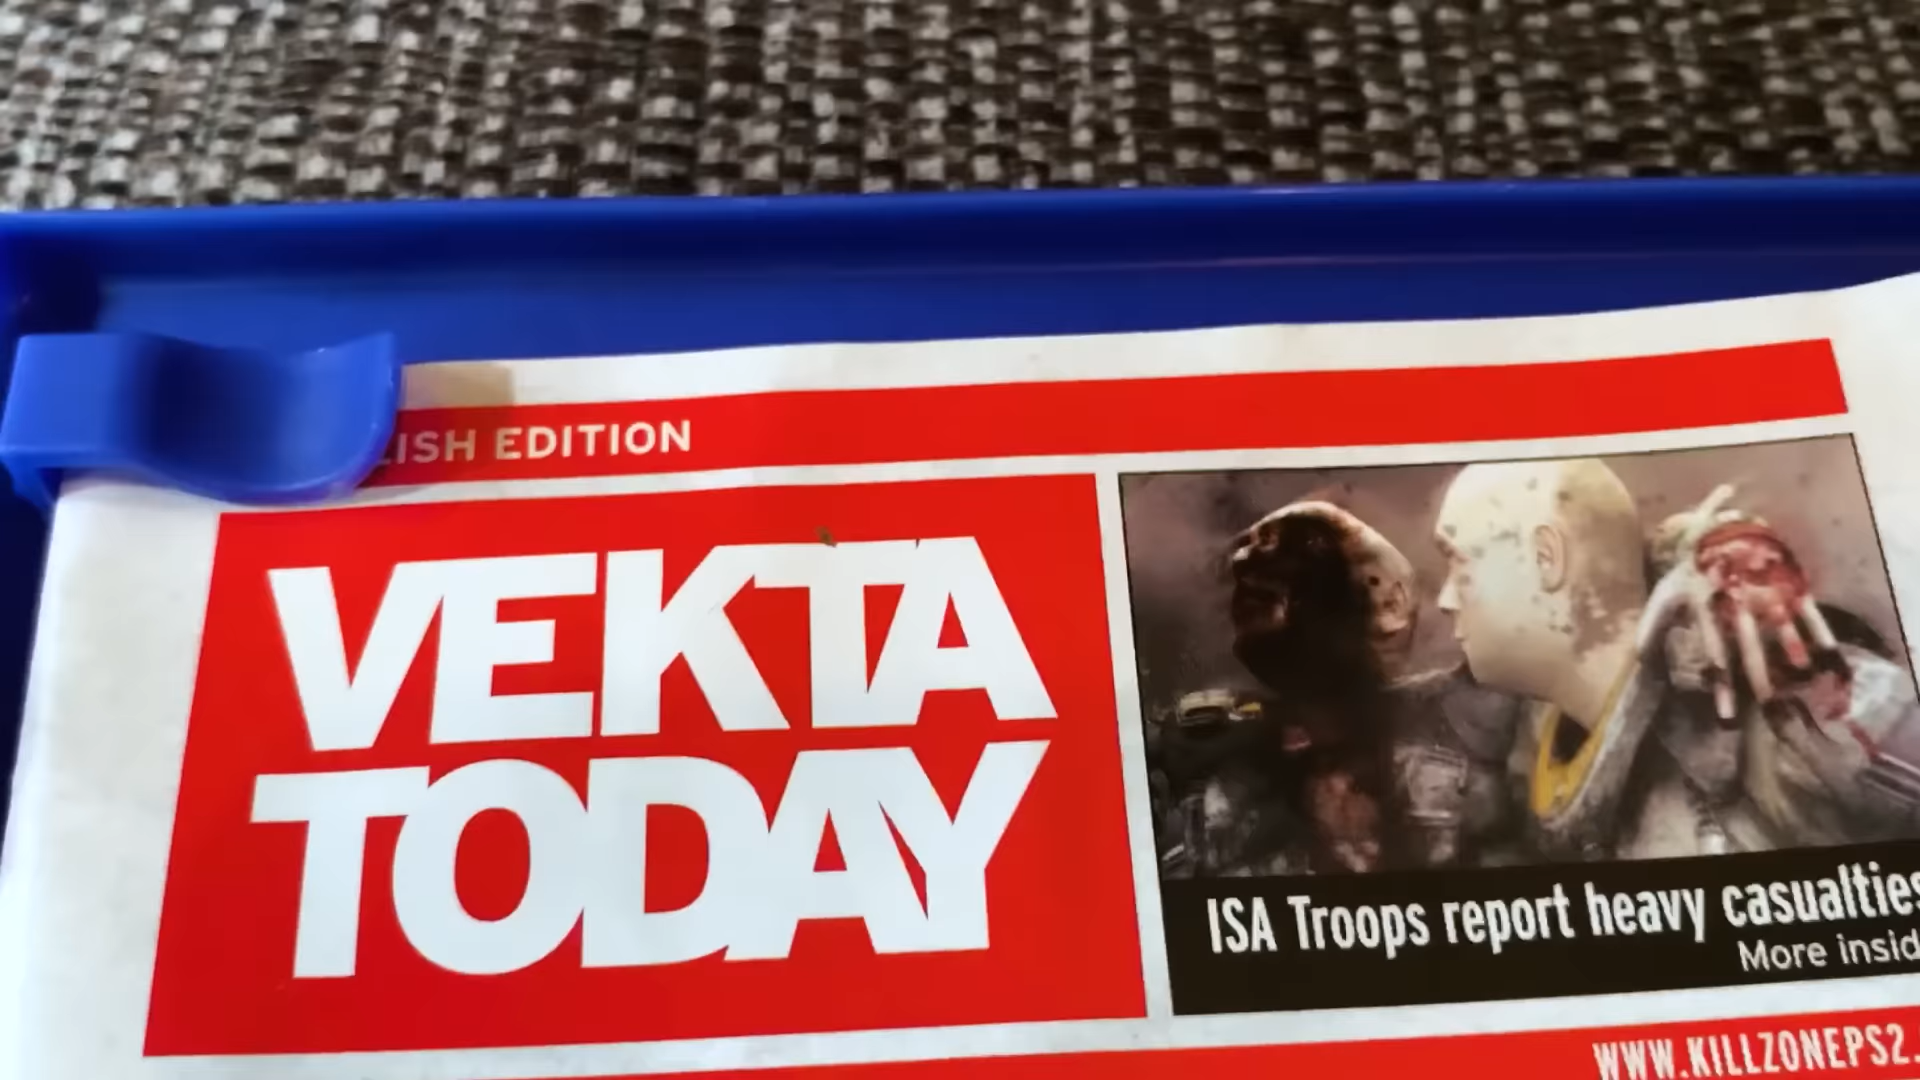 LISH EDITION
VEKTA
TODAY
ISA Troops report heavy casualties
More insid
WWW.KILLZONEPS2.